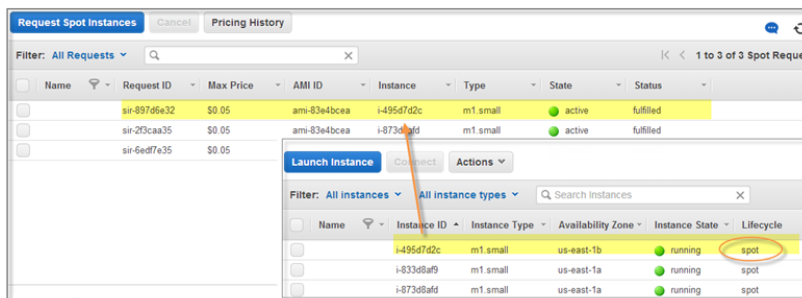 Request Spot Instances Cancel Pricing History
Filter: All Requests 1 to 3 of 3 Spot Reque
Name Request ID Max Price AMI ID Instance Type State Status
sir-897d6e32 $0.05 ami-83e4bcea i-495d7d2c m1.small active fulfilled
sir-2f3caa35 $0.05 ami-83e4bcea i-873d8afd m1.small active fulfilled
sir-6edf7e35 $0.05
Launch Instance Connect Actions
Filter: All instances All instance types Search Instances
Name Instance ID Instance Type Availability Zone Instance State Lifecycle
i-495d7d2c m1.small us-east-1b running spot
i-833d8af9 m1.small us-east-1a running spot
i-873d8afd m1.small us-east-1a running spot